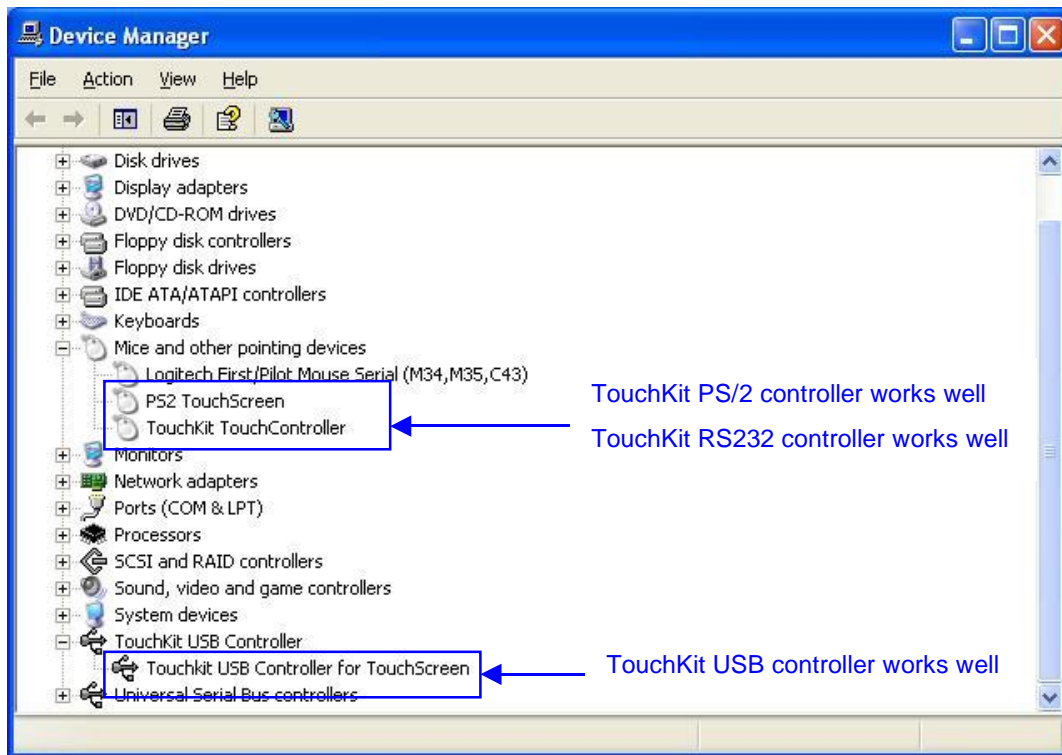 Device Manager
File Action View Help
Disk drives
Display adapters
DVD/CD-ROM drives
Floppy disk controllers
Floppy disk drives
IDE ATA/ATAPI controllers
Keyboards
Mice and other pointing devices
Logitech First/Pilot Mouse Serial (M34,M35,C43)
PS2 TouchScreen
TouchKit TouchController
TouchKit PS/2 controller works well
TouchKit RS232 controller works well
Monitors
Network adapters
Ports (COM & LPT)
Processors
SCSI and RAID controllers
Sound, video and game controllers
System devices
TouchKit USB Controller
Touchkit USB Controller for TouchScreen
TouchKit USB controller works well
Universal Serial Bus controllers